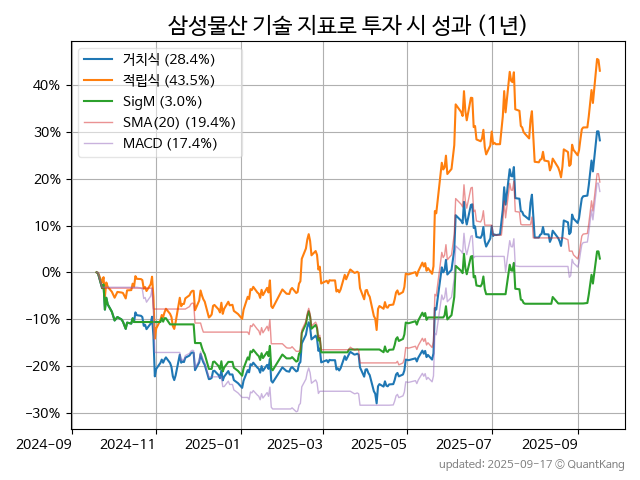 삼성물산 기술 지표로 투자 시 성과 (1년)
거치식 (28.4%)
적립식 (43.5%)
SigM (3.0%)
SMA(20) (19.4%)
MACD (17.4%)
40%
30%
20%
10%
0%
−10%
−20%
−30%
2024-09 2024-11 2025-01 2025-03 2025-05 2025-07 2025-09
updated: 2025-09-17 © QuantKang